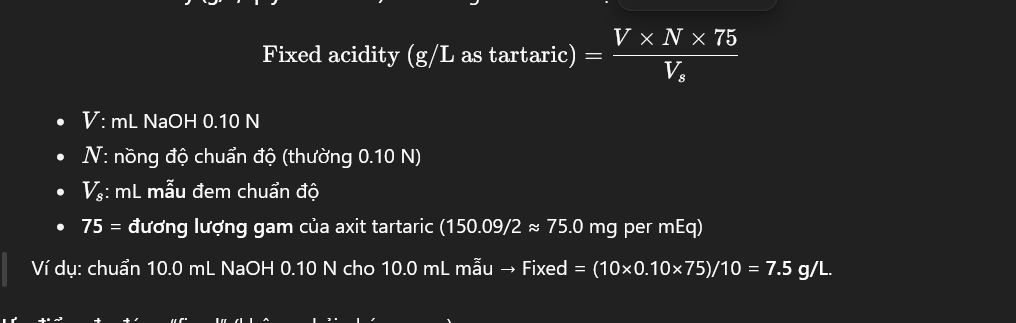 Fixed acidity (g/L as tartaric) = V × N × 75 / Vₛ
• V: mL NaOH 0.10 N
• N: nồng độ chuẩn độ (thường 0.10 N)
• Vₛ: mL mẫu đem chuẩn độ
• 75 = đương lượng gam của axit tartaric (150.09/2 ≈ 75.0 mg per mEq)
Ví dụ: chuẩn 10.0 mL NaOH 0.10 N cho 10.0 mL mẫu → Fixed = (10×0.10×75)/10 = 7.5 g/L.